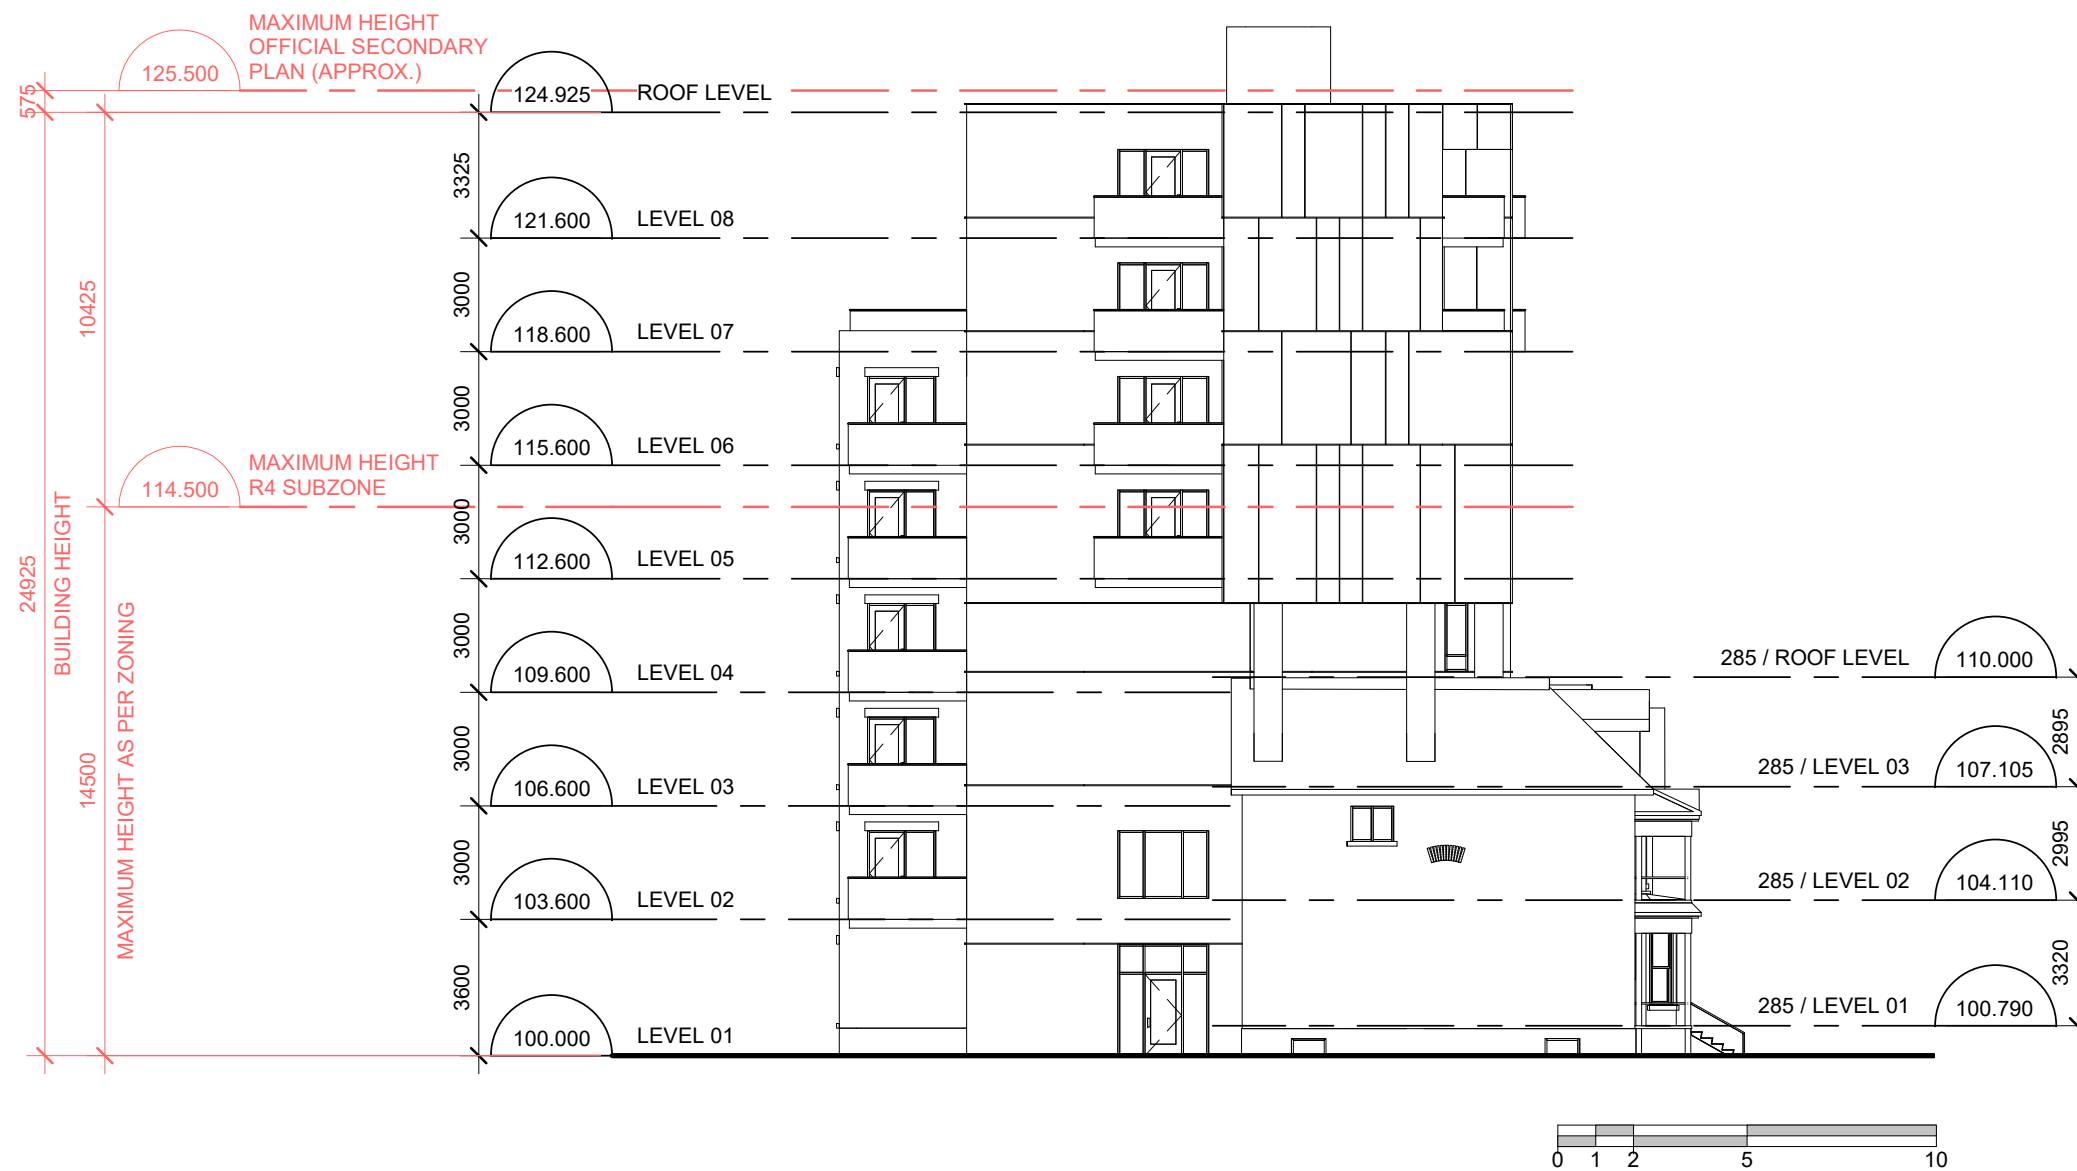 MAXIMUM HEIGHT
OFFICIAL SECONDARY
PLAN (APPROX.)
125.500
575
124.925 ROOF LEVEL
3325
121.600 LEVEL 08
3000
118.600 LEVEL 07
10425
3000
115.600 LEVEL 06
MAXIMUM HEIGHT
R4 SUBZONE
114.500
3000
112.600 LEVEL 05
24925
BUILDING HEIGHT
3000
109.600 LEVEL 04
14500
MAXIMUM HEIGHT AS PER ZONING
3000
106.600 LEVEL 03
3000
103.600 LEVEL 02
3600
100.000 LEVEL 01
285 / ROOF LEVEL 110.000
2895
285 / LEVEL 03 107.105
2995
285 / LEVEL 02 104.110
3320
285 / LEVEL 01 100.790
0 1 2 5 10